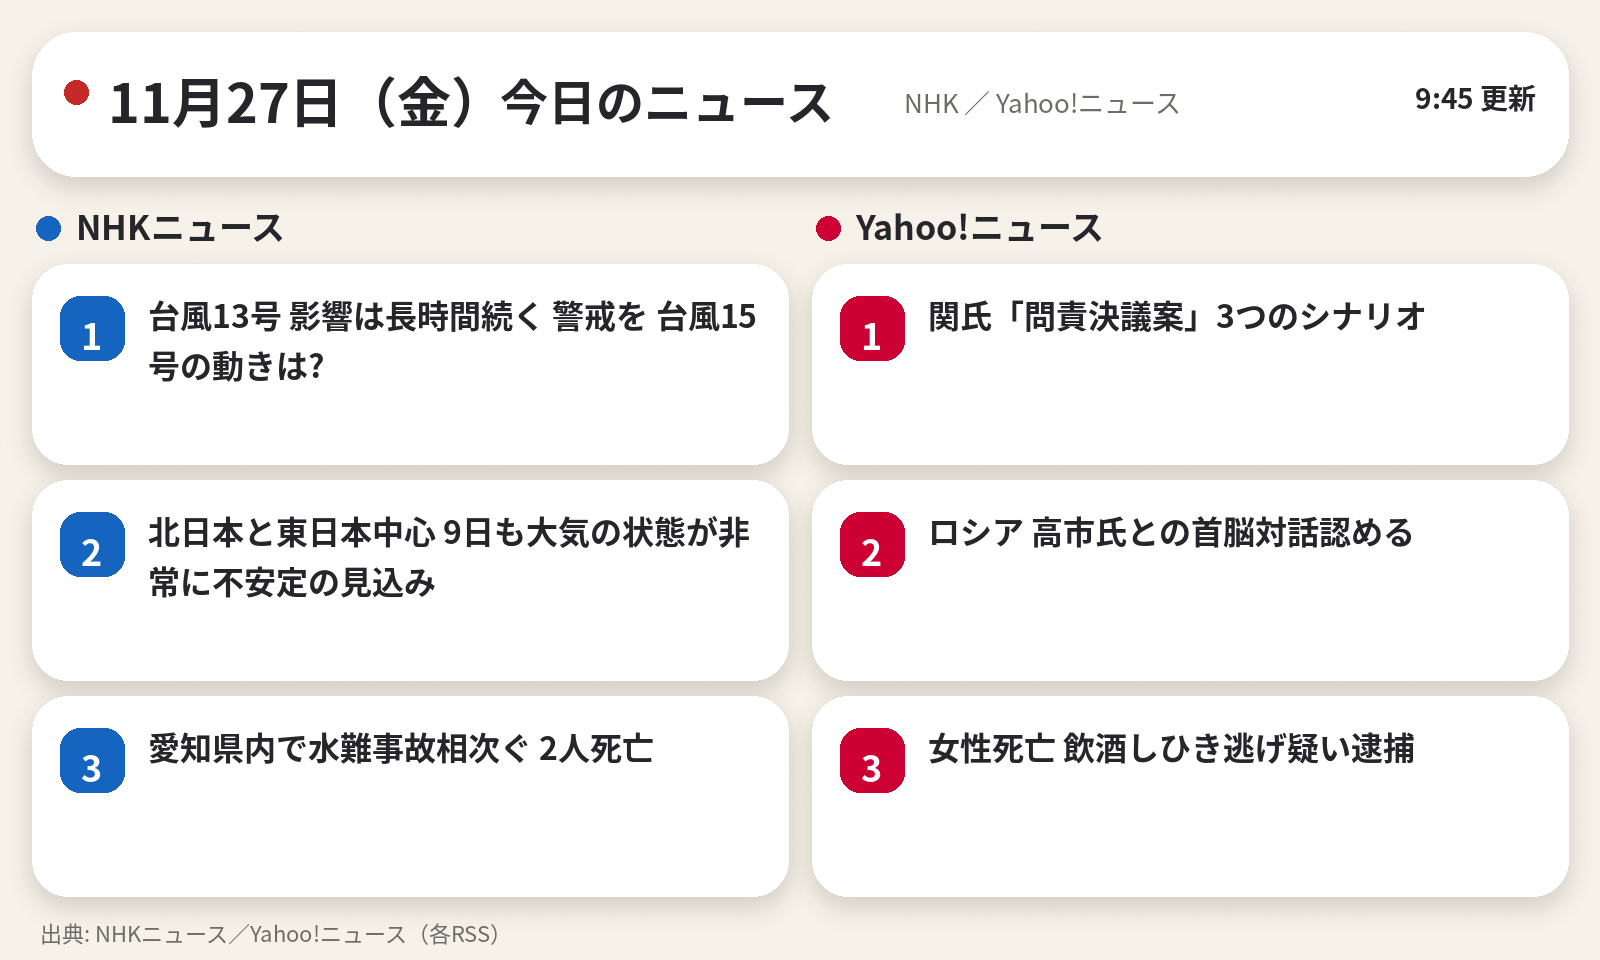 11月27日（金）今日のニュース
NHK ／ Yahoo!ニュース
9:45 更新
NHKニュース
1
台風13号 影響は長時間続く 警戒を 台風15
号の動きは?
2
北日本と東日本中心 9日も大気の状態が非
常に不安定の見込み
3
愛知県内で水難事故相次ぐ 2人死亡
Yahoo!ニュース
1
関氏「問責決議案」3つのシナリオ
2
ロシア 高市氏との首脳対話認める
3
女性死亡 飲酒しひき逃げ疑い逮捕
出典: NHKニュース／Yahoo!ニュース（各RSS）